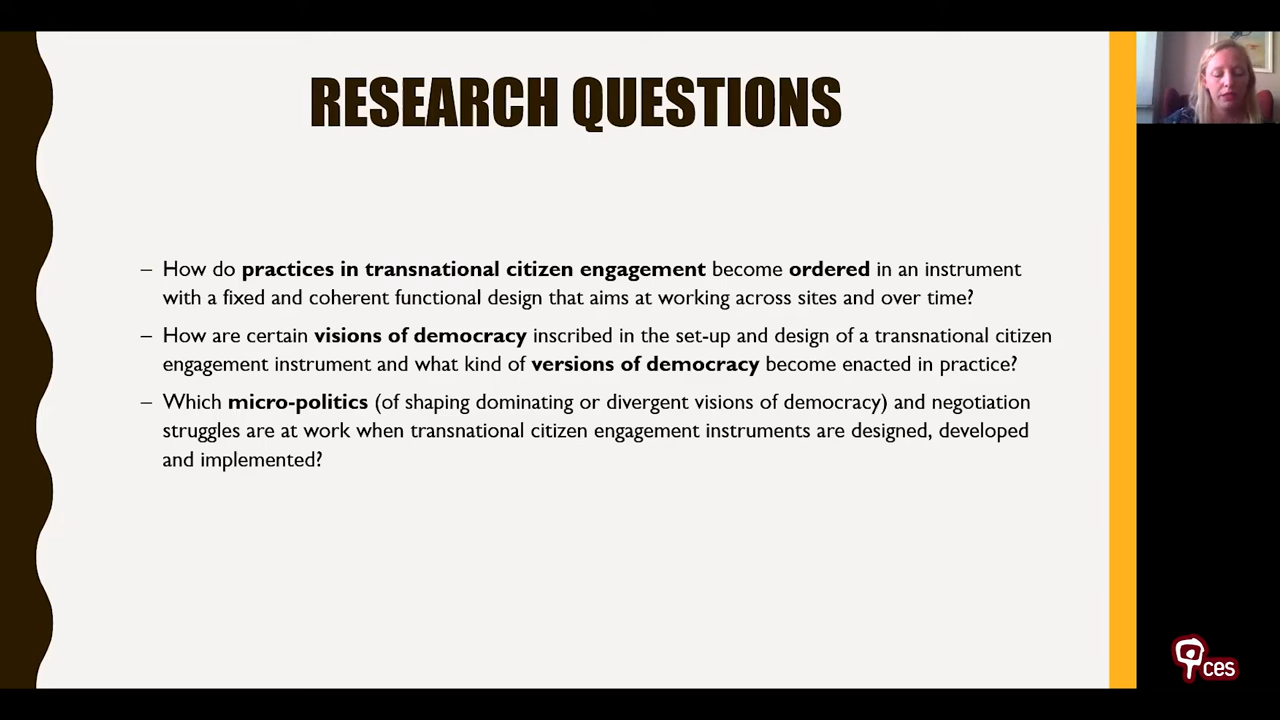 RESEARCH QUESTIONS
– How do practices in transnational citizen engagement become ordered in an instrument
with a fixed and coherent functional design that aims at working across sites and over time?
– How are certain visions of democracy inscribed in the set-up and design of a transnational citizen
engagement instrument and what kind of versions of democracy become enacted in practice?
– Which micro-politics (of shaping dominating or divergent visions of democracy) and negotiation
struggles are at work when transnational citizen engagement instruments are designed, developed
and implemented?
ces